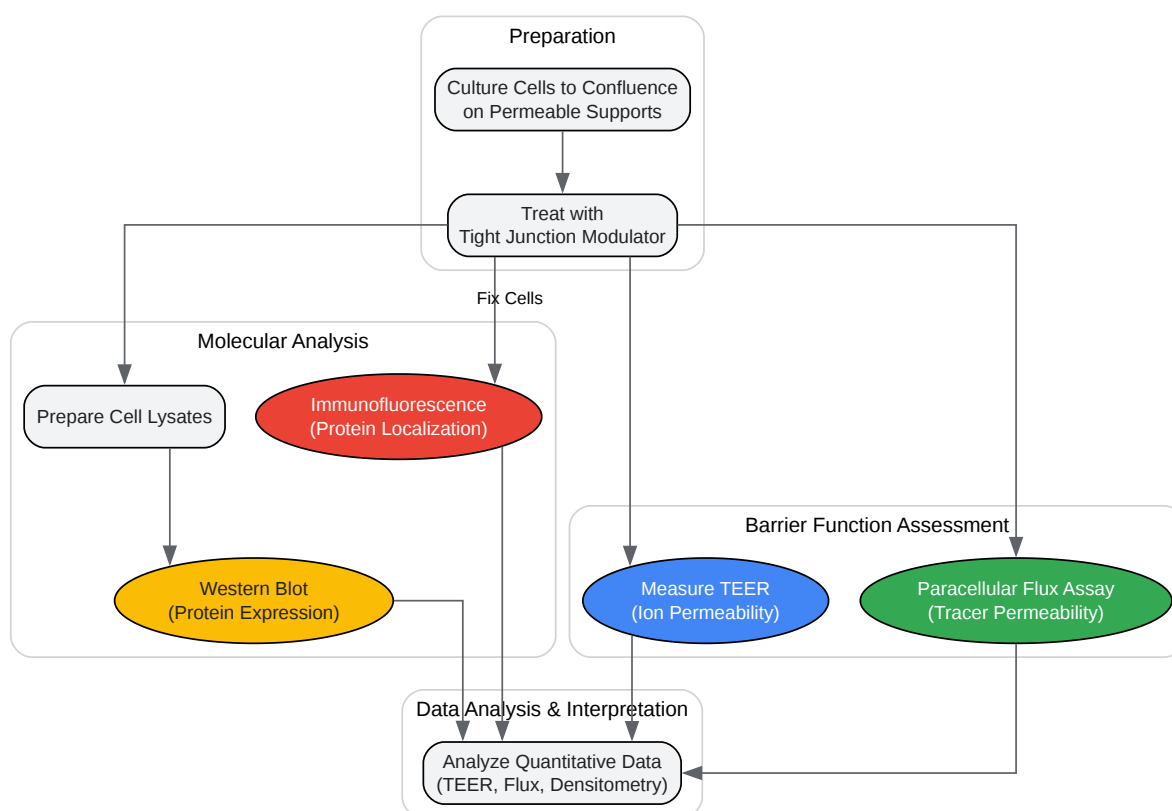 Preparation
Culture Cells to Confluence
on Permeable Supports
Treat with
Tight Junction Modulator
Fix Cells
Molecular Analysis
Prepare Cell Lysates
Immunofluorescence
(Protein Localization)
Western Blot
(Protein Expression)
Barrier Function Assessment
Measure TEER
(Ion Permeability)
Paracellular Flux Assay
(Tracer Permeability)
Data Analysis & Interpretation
Analyze Quantitative Data
(TEER, Flux, Densitometry)